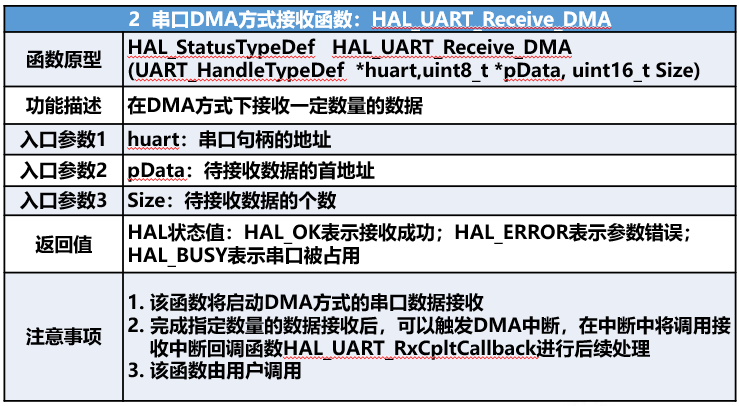 2 串口DMA方式接收函数：HAL_UART_Receive_DMA
函数原型
HAL_StatusTypeDef HAL_UART_Receive_DMA
(UART_HandleTypeDef *huart,uint8_t *pData, uint16_t Size)
功能描述
在DMA方式下接收一定数量的数据
入口参数1
huart：串口句柄的地址
入口参数2
pData：待接收数据的首地址
入口参数3
Size：待接收数据的个数
返回值
HAL状态值：HAL_OK表示接收成功；HAL_ERROR表示参数错误；
HAL_BUSY表示串口被占用
注意事项
1. 该函数将启动DMA方式的串口数据接收
2. 完成指定数量的数据接收后，可以触发DMA中断，在中断中将调用接
收中断回调函数HAL_UART_RxCpltCallback进行后续处理
3. 该函数由用户调用